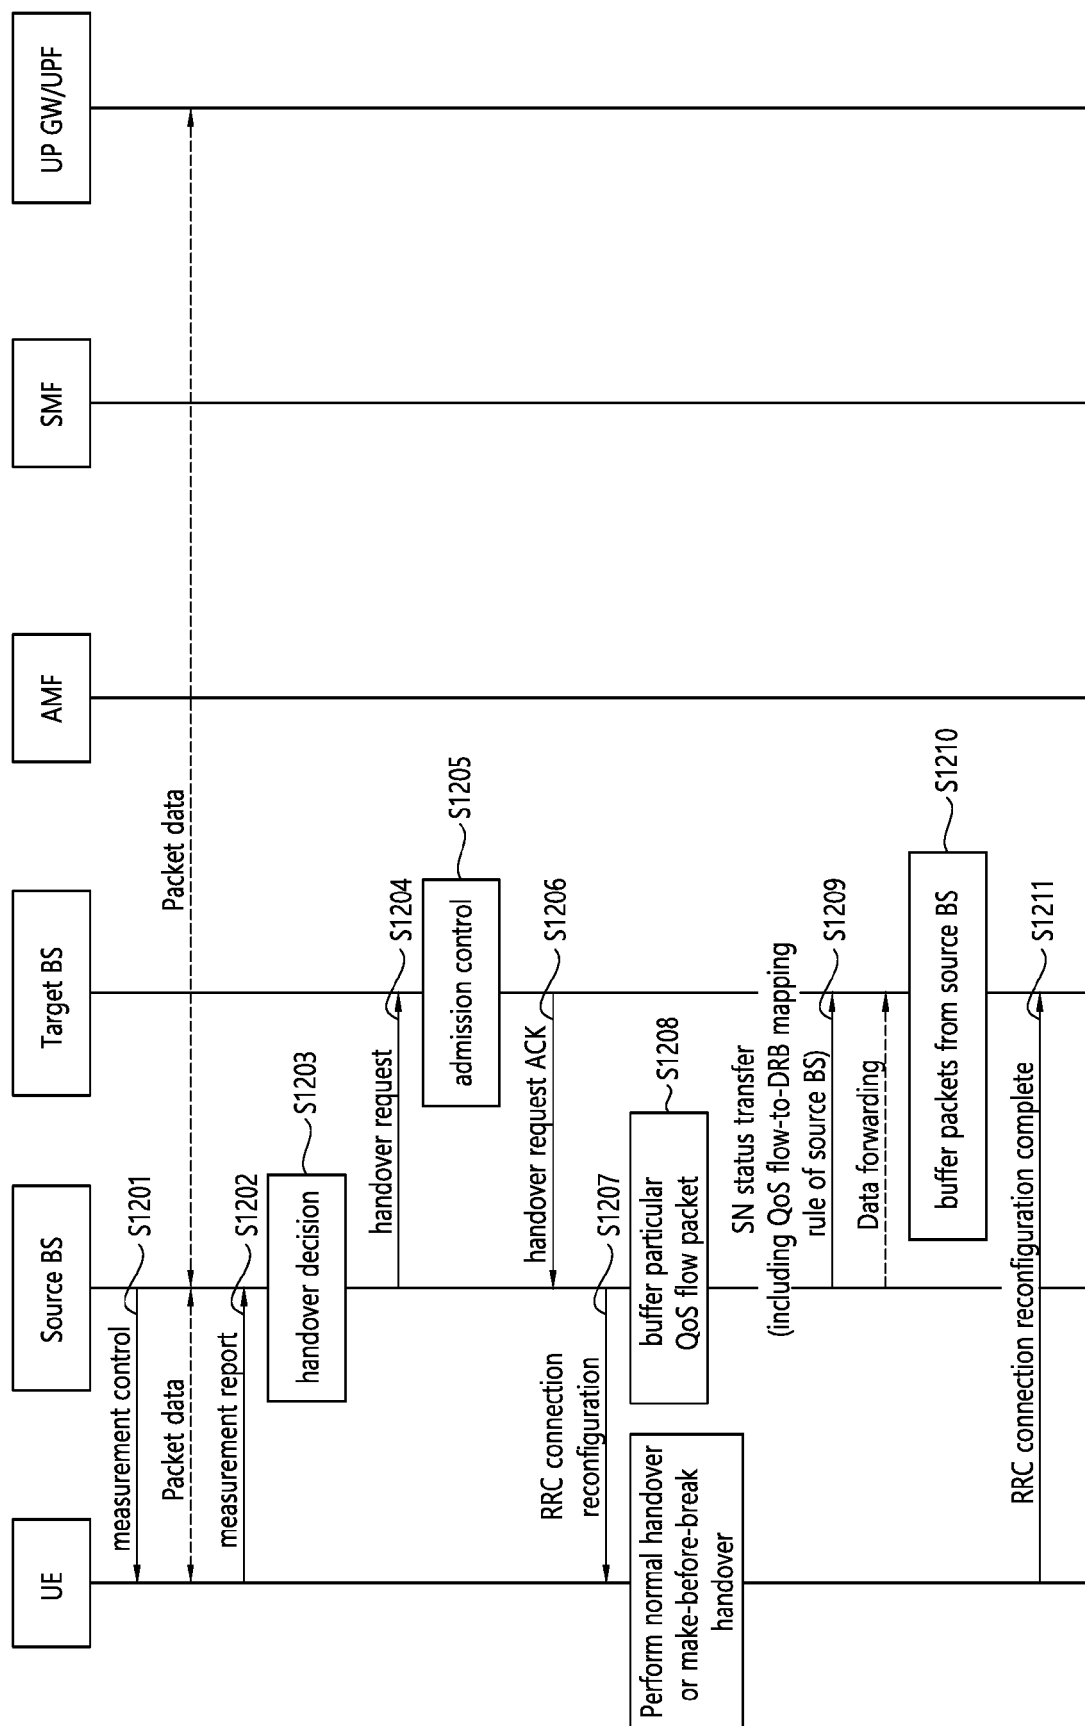 UE
Source BS
Target BS
AMF
SMF
UP GW/UPF
measurement control
S1201
Packet data
Packet data
measurement report
S1202
handover decision
S1203
handover request
S1204
admission control
S1205
handover request ACK
S1206
RRC connection
reconfiguration
S1207
Perform normal handover
or make-before-break
handover
buffer particular
QoS flow packet
S1208
SN status transfer
(including QoS flow-to-DRB mapping
rule of source BS)
S1209
Data forwarding
buffer packets from source BS
S1210
RRC connection reconfiguration complete
S1211